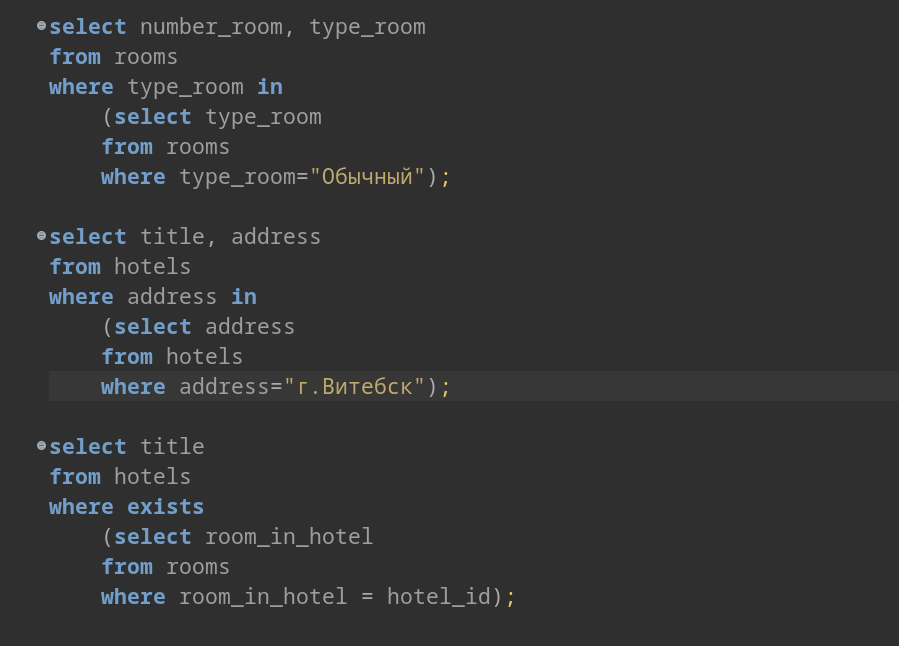 select number_room, type_room
from rooms
where type_room in
    (select type_room
    from rooms
    where type_room="Обычный");
select title, address
from hotels
where address in
    (select address
    from hotels
    where address="г.Витебск");
select title
from hotels
where exists
    (select room_in_hotel
    from rooms
    where room_in_hotel = hotel_id);